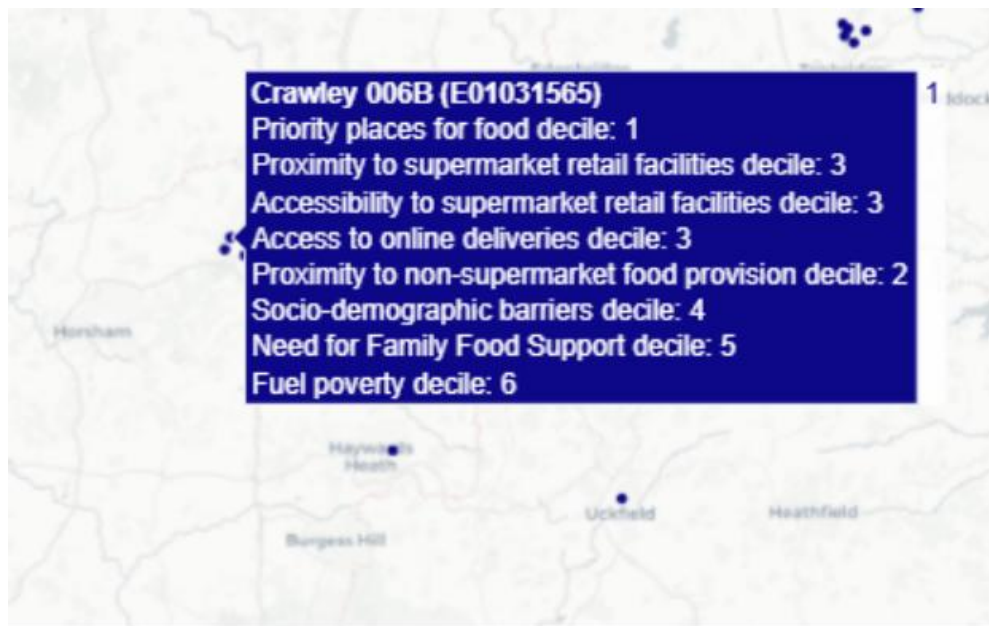 Crawley 006B (E01031565)
Priority places for food decile: 1
Proximity to supermarket retail facilities decile: 3
Accessibility to supermarket retail facilities decile: 3
Access to online deliveries decile: 3
Proximity to non-supermarket food provision decile: 2
Socio-demographic barriers decile: 4
Need for Family Food Support decile: 5
Fuel poverty decile: 6
1
Horsham
Haywards
Heath
Uckfield
Heathfield
Burgess Hill